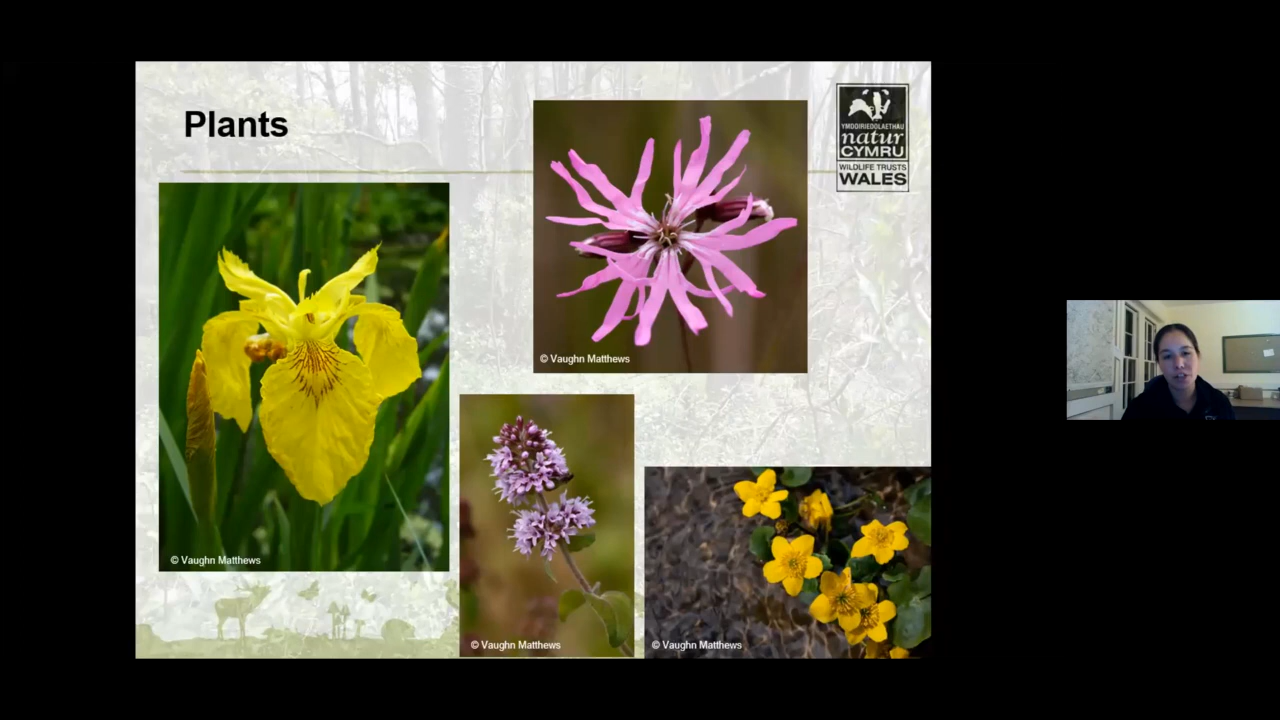 Plants
YMDDIRIEDOLAETHAU
natur
CYMRU
WILDLIFE TRUSTS
WALES
© Vaughn Matthews
© Vaughn Matthews
© Vaughn Matthews
© Vaughn Matthews